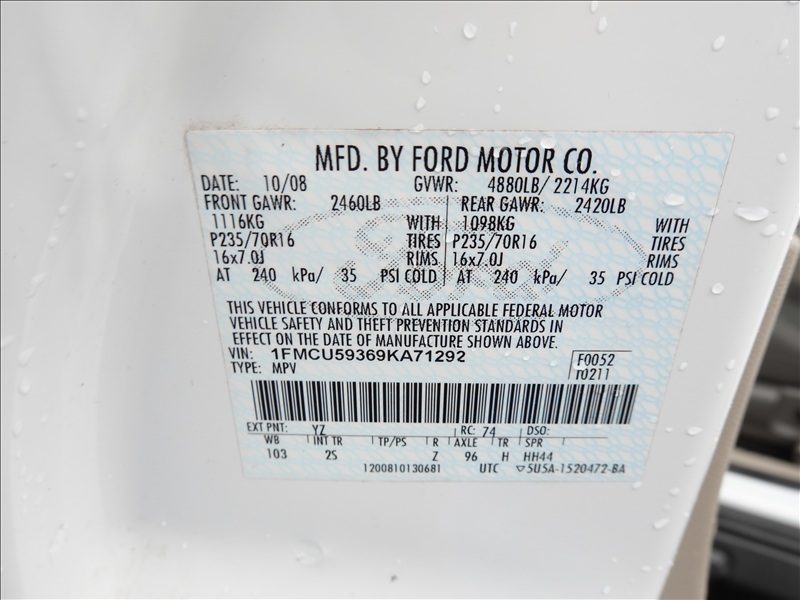 MFD. BY FORD MOTOR CO.
DATE: 10/08 GVWR: 4880LB/ 2214KG
FRONT GAWR: 2460LB REAR GAWR: 2420LB
1116KG WITH 1098KG WITH
P235/70R16 TIRES P235/70R16 TIRES
16x7.0J RIMS 16x7.0J RIMS
AT 240 kPa/ 35 PSI COLD AT 240 kPa/ 35 PSI COLD
THIS VEHICLE CONFORMS TO ALL APPLICABLE FEDERAL MOTOR
VEHICLE SAFETY AND THEFT PREVENTION STANDARDS IN
EFFECT ON THE DATE OF MANUFACTURE SHOWN ABOVE.
VIN: 1FMCU59369KA71292 F0052
TYPE: MPV T0211
EXT PNT: YZ RC: 74 DSO:
WB INT TR TP/PS R AXLE TR SPR
103 2S Z 96 H HH44
1200810130681 UTC ▽5U5A-1520472-BA
Ford